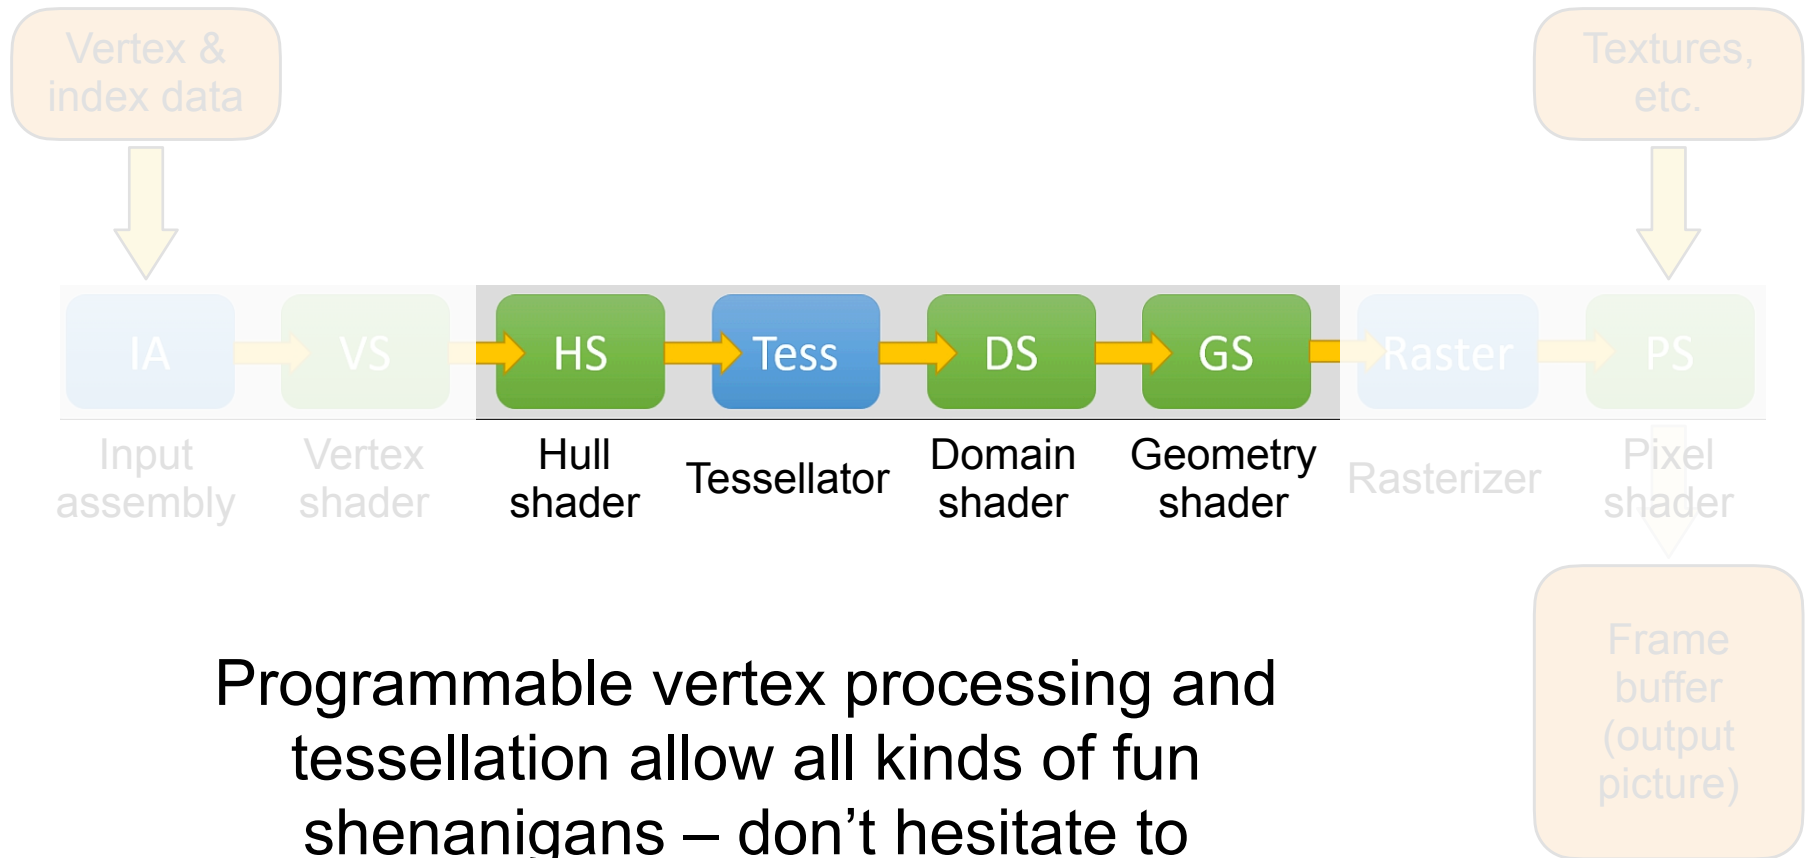 Vertex &
index data
Textures,
etc.
IA
VS
HS
Tess
DS
GS
Raster
PS
Input
assembly
Vertex
shader
Hull
shader
Tessellator
Domain
shader
Geometry
shader
Rasterizer
Pixel
shader
Programmable vertex processing and
tessellation allow all kinds of fun
shenanigans – don’t hesitate to
Frame
buffer
(output
picture)